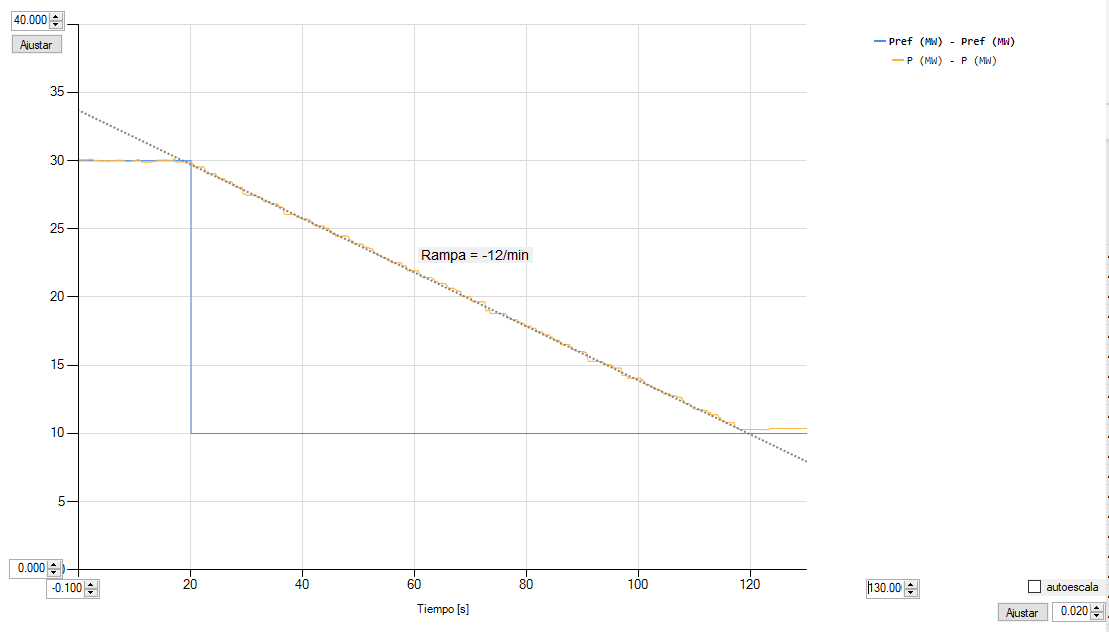 40.000
Ajustar
Pref (MW) - Pref (MW)
P (MW) - P (MW)
35
30
25
Rampa = -12/min
20
15
10
5
0.000
-0.100
20
40
60
80
100
120
130.00
autoescala
Tiempo [s]
Ajustar
0.020